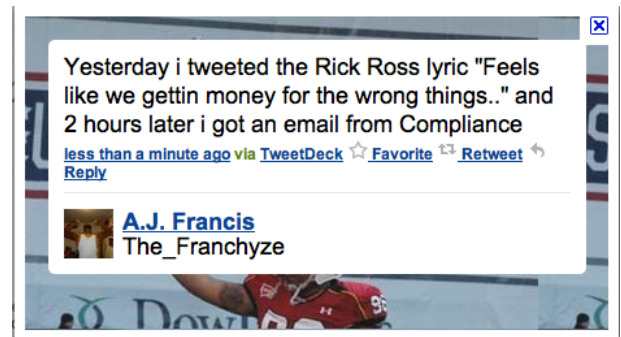 Yesterday i tweeted the Rick Ross lyric "Feels
like we gettin money for the wrong things.." and
2 hours later i got an email from Compliance
less than a minute ago via TweetDeck Favorite Retweet
Reply
A.J. Francis
The_Franchyze
96